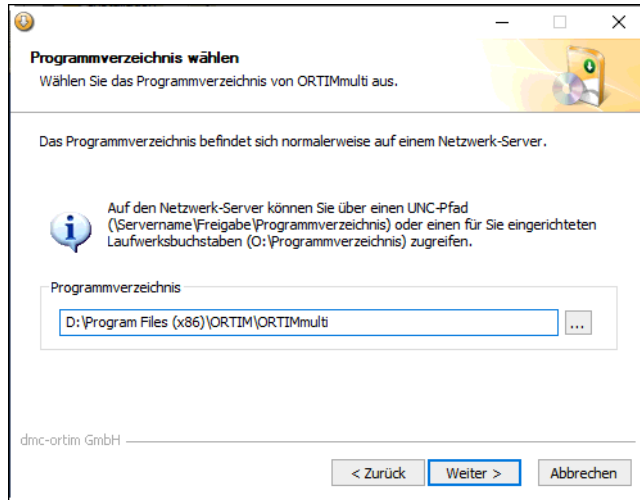 Programmverzeichnis wählen
Wählen Sie das Programmverzeichnis von ORTIMmulti aus.
Das Programmverzeichnis befindet sich normalerweise auf einem Netzwerk-Server.
Auf den Netzwerk-Server können Sie über einen UNC-Pfad
(\Servername\Freigabe\Programmverzeichnis) oder einen für Sie eingerichteten
Laufwerksbuchstaben (O:\Programmverzeichnis) zugreifen.
Programmverzeichnis
D:\Program Files (x86)\ORTIM\ORTIMmulti
...
dmc-ortim GmbH
< Zurück Weiter > Abbrechen